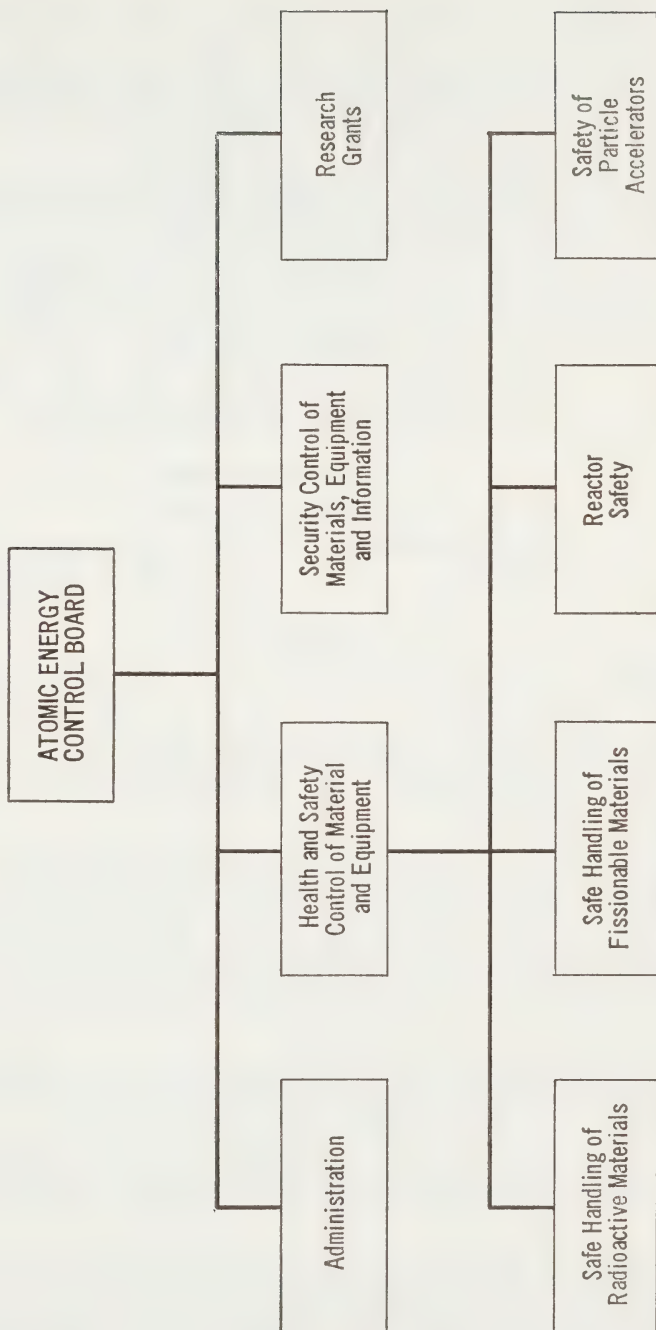 ATOMIC ENERGY
CONTROL BOARD
Administration
Health and Safety
Control of Material
and Equipment
Security Control of
Materials, Equipment
and Information
Research
Grants
Safe Handling of
Radioactive Materials
Safe Handling of
Fissionable Materials
Reactor
Safety
Safety of
Particle
Accelerators